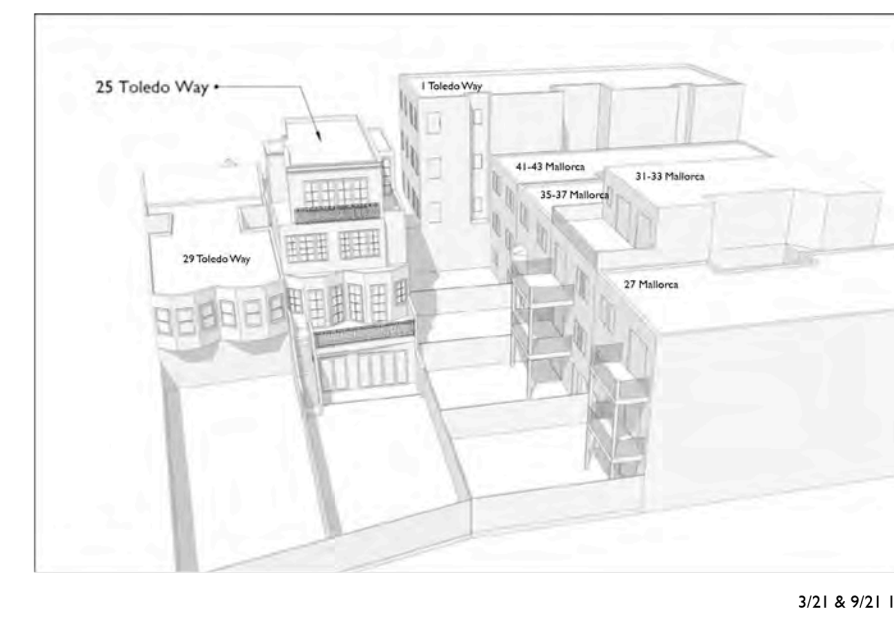 25 Toledo Way
1 Toledo Way
41-43 Mallorca
31-33 Mallorca
35-37 Mallorca
29 Toledo Way
27 Mallorca
3/21 & 9/21 1